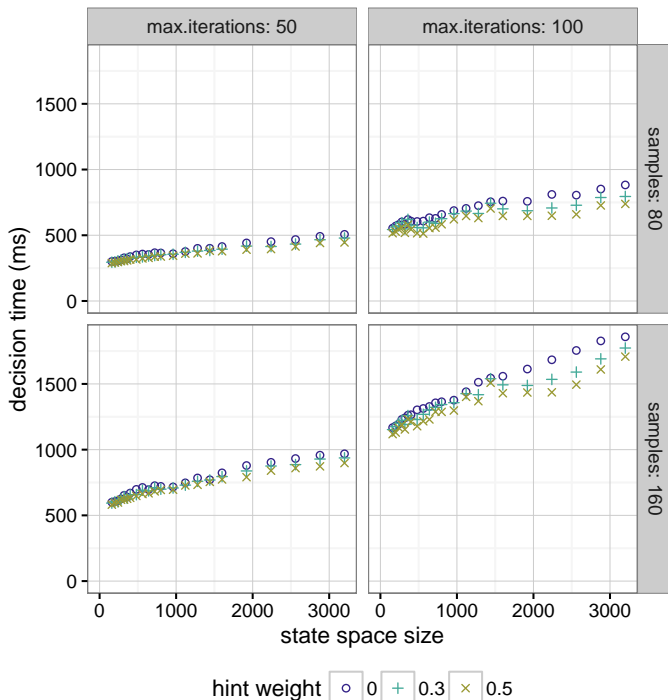 max.iterations: 50
max.iterations: 100
1500
1000
500
0
samples: 80
decision time (ms)
1500
1000
500
0
samples: 160
0 1000 2000 3000
0 1000 2000 3000
state space size
hint weight 0 0.3 0.5